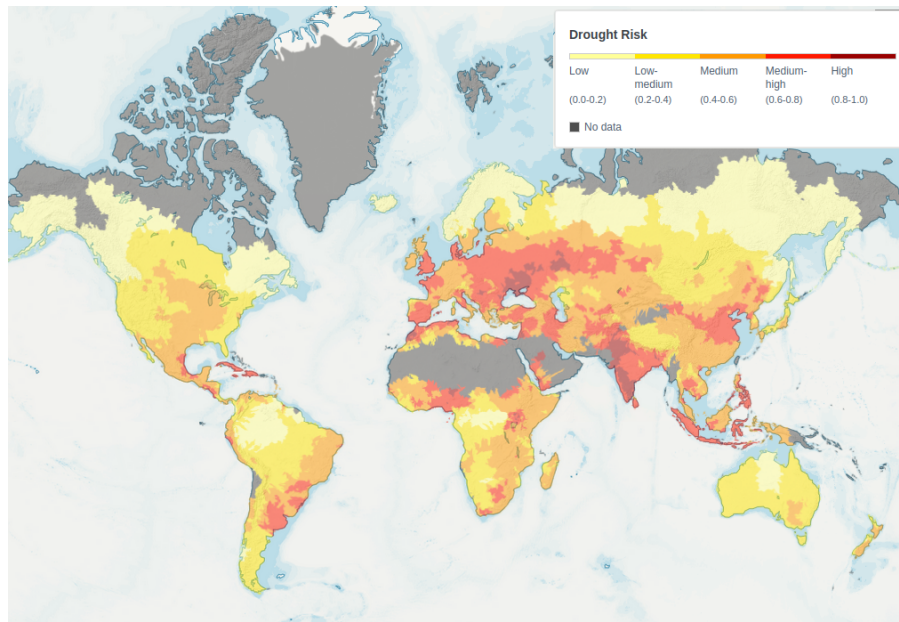 Drought Risk
Low
Low-
medium
Medium
Medium-
high
High
(0.0-0.2)
(0.2-0.4)
(0.4-0.6)
(0.6-0.8)
(0.8-1.0)
No data